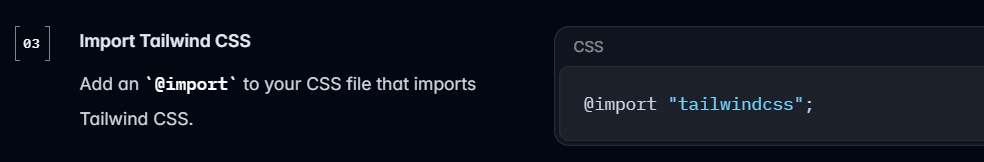 03
Import Tailwind CSS
Add an `@import` to your CSS file that imports
Tailwind CSS.
CSS
@import "tailwindcss";